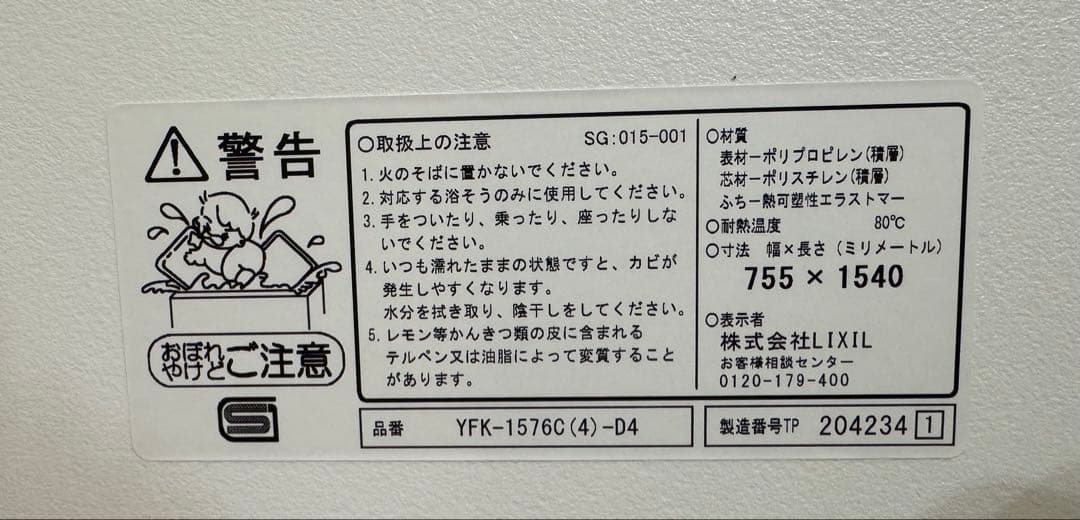 警告
おぼれ
やけど
ご注意
○取扱上の注意 SG:015-001
1. 火のそばに置かないでください。
2. 対応する浴そうのみに使用してください。
3. 手をついたり、乗ったり、座ったりしな
いでください。
4. いつも濡れたままの状態ですと、カビが
発生しやすくなります。
水分を拭き取り、陰干しをしてください。
5. レモン等かんきつ類の皮に含まれる
テルペン又は油脂によって変質すること
があります。
○材質
表材ーポリプロピレン(積層)
芯材ーポリスチレン(積層)
ふちー熱可塑性エラストマー
○耐熱温度 80℃
○寸法 幅×長さ(ミリメートル)
755 × 1540
○表示者
株式会社LIXIL
お客様相談センター
0120-179-400
品番 YFK-1576C(4)-D4
製造番号TP 204234 1